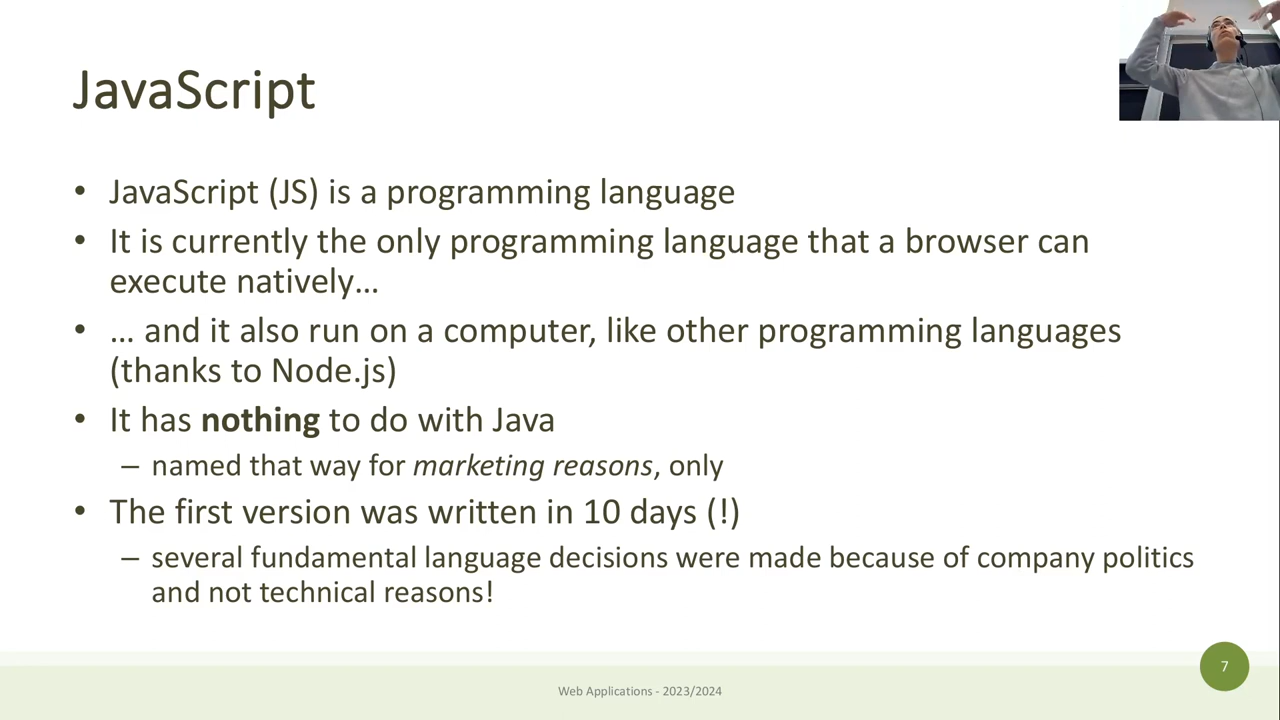 JavaScript
• JavaScript (JS) is a programming language
• It is currently the only programming language that a browser can
execute natively…
• … and it also run on a computer, like other programming languages
(thanks to Node.js)
• It has nothing to do with Java
– named that way for marketing reasons, only
• The first version was written in 10 days (!)
– several fundamental language decisions were made because of company politics
and not technical reasons!
7
Web Applications - 2023/2024